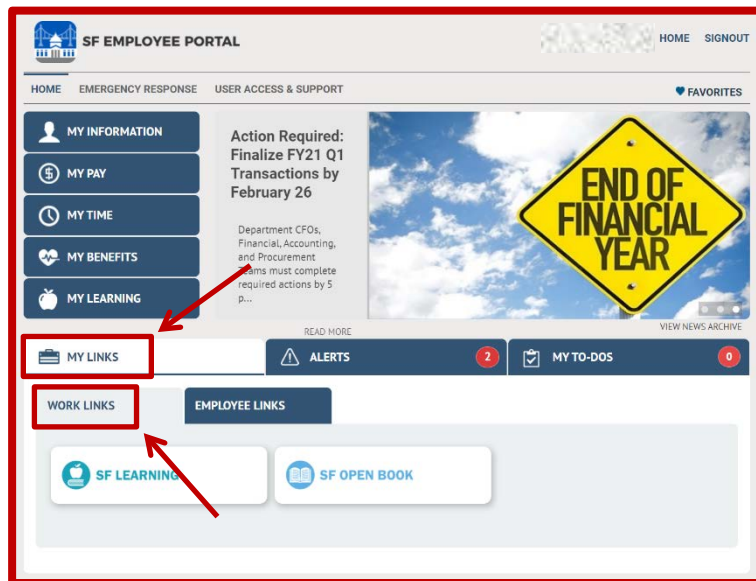 SF EMPLOYEE PORTAL
HOME SIGNOUT
HOME EMERGENCY RESPONSE USER ACCESS & SUPPORT
FAVORITES
MY INFORMATION
MY PAY
MY TIME
MY BENEFITS
MY LEARNING
Action Required:
Finalize FY21 Q1
Transactions by
February 26
Department CFOs,
Financial, Accounting,
and Procurement
Teams must complete
required actions by 5
p...
END OF
FINANCIAL
YEAR
READ MORE
VIEW NEWS ARCHIVE
MY LINKS
ALERTS 2
MY TO-DOS 0
WORK LINKS
EMPLOYEE LINKS
SF LEARNING
SF OPEN BOOK